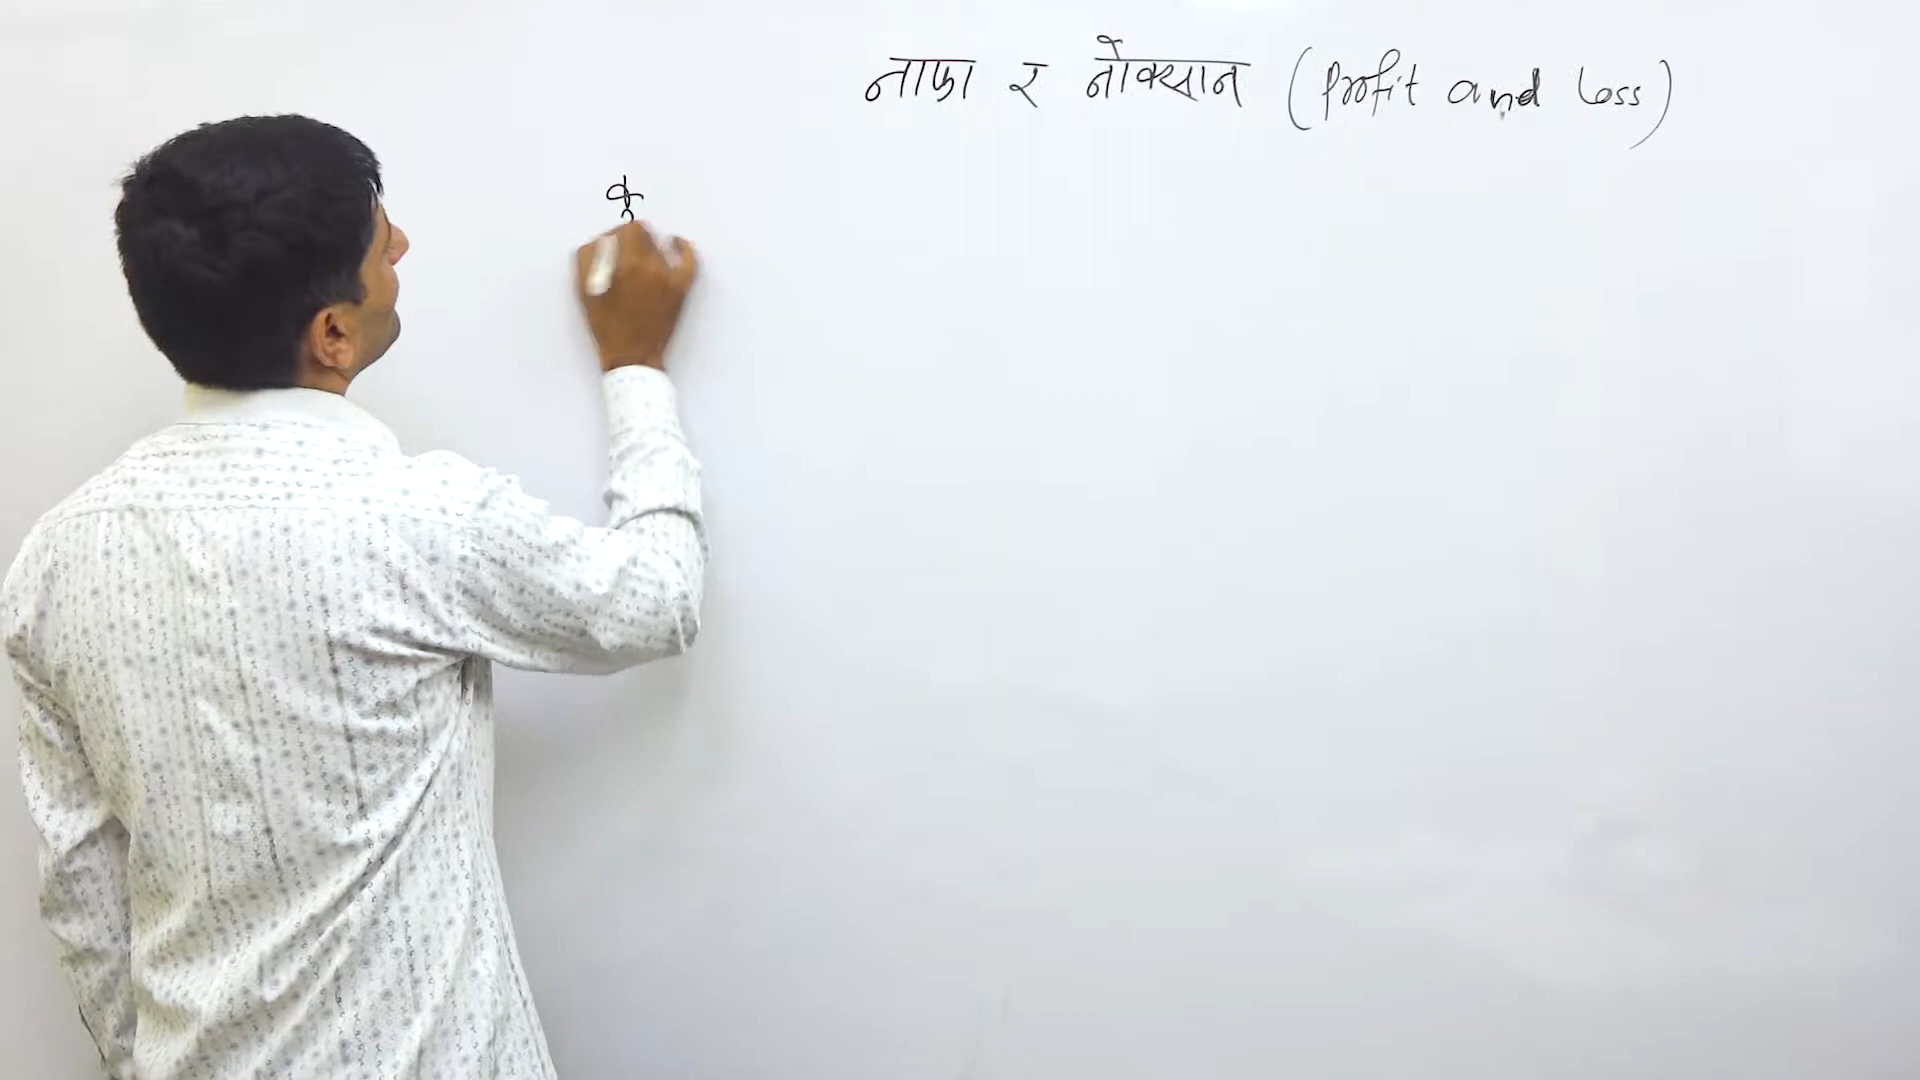 नाफा र नोक्सान (Profit and Loss)